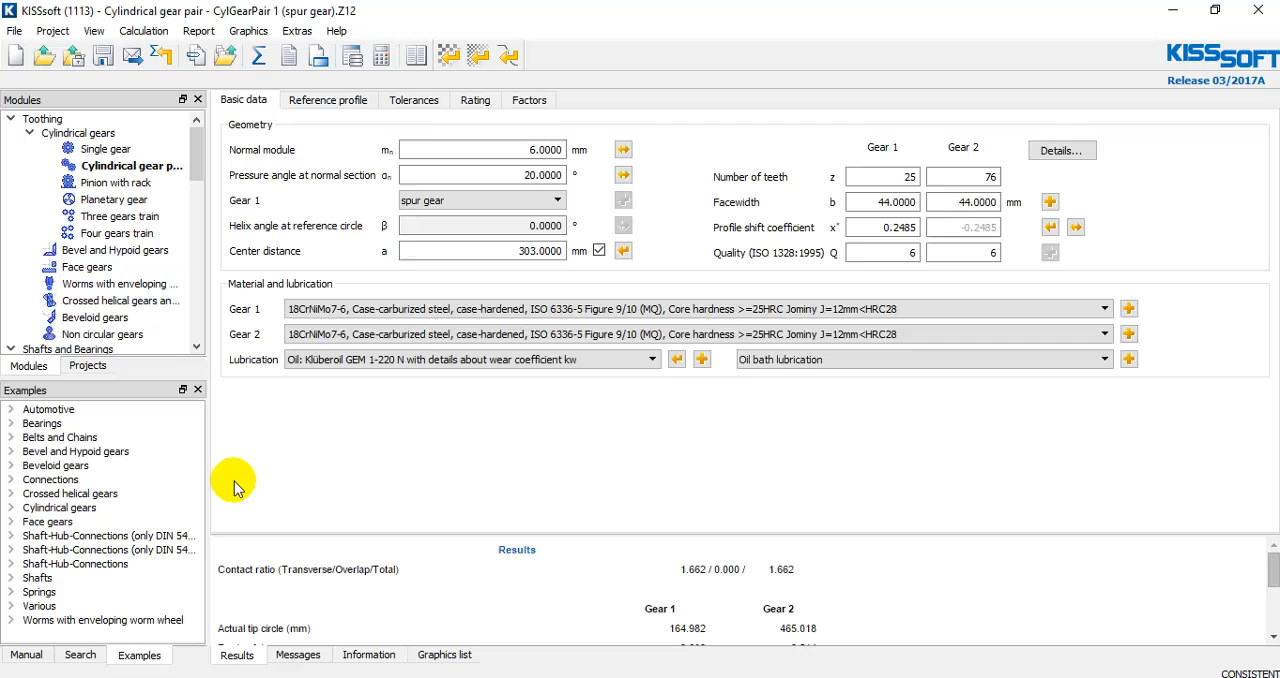 KISSsoft (1113) - Cylindrical gear pair - CylGearPair 1 (spur gear).Z12
File Project View Calculation Report Graphics Extras Help
KISSSOFT
Release 03/2017A
Modules
Toothing
Cylindrical gears
Single gear
Cylindrical gear p...
Pinion with rack
Planetary gear
Three gears train
Four gears train
Bevel and Hypoid gears
Face gears
Worms with enveloping ...
Crossed helical gears an...
Beveloid gears
Non circular gears
Shafts and Bearings
Modules Projects
Examples
Automotive
Bearings
Belts and Chains
Bevel and Hypoid gears
Beveloid gears
Connections
Crossed helical gears
Cylindrical gears
Face gears
Shaft-Hub-Connections (only DIN 54...
Shaft-Hub-Connections (only DIN 54...
Shaft-Hub-Connections
Shafts
Springs
Various
Worms with enveloping worm wheel
Manual Search Examples
Basic data Reference profile Tolerances Rating Factors
Geometry
Normal module mn 6.0000 mm
Pressure angle at normal section αn 20.0000 °
Gear 1 spur gear
Helix angle at reference circle β 0.0000 °
Center distance a 303.0000 mm
Gear 1 Gear 2 Details...
Number of teeth z 25 76
Facewidth b 44.0000 44.0000 mm
Profile shift coefficient x* 0.2485 -0.2485
Quality (ISO 1328:1995) Q 6 6
Material and lubrication
Gear 1 18CrNiMo7-6, Case-carburized steel, case-hardened, ISO 6336-5 Figure 9/10 (MQ), Core hardness >=25HRC Jominy J=12mm<HRC28
Gear 2 18CrNiMo7-6, Case-carburized steel, case-hardened, ISO 6336-5 Figure 9/10 (MQ), Core hardness >=25HRC Jominy J=12mm<HRC28
Lubrication Oil: Klüberoil GEM 1-220 N with details about wear coefficient kw Oil bath lubrication
Results
Contact ratio (Transverse/Overlap/Total) 1.662 / 0.000 / 1.662
Gear 1 Gear 2
Actual tip circle (mm) 164.982 465.018
Results Messages Information Graphics list
CONSISTENT